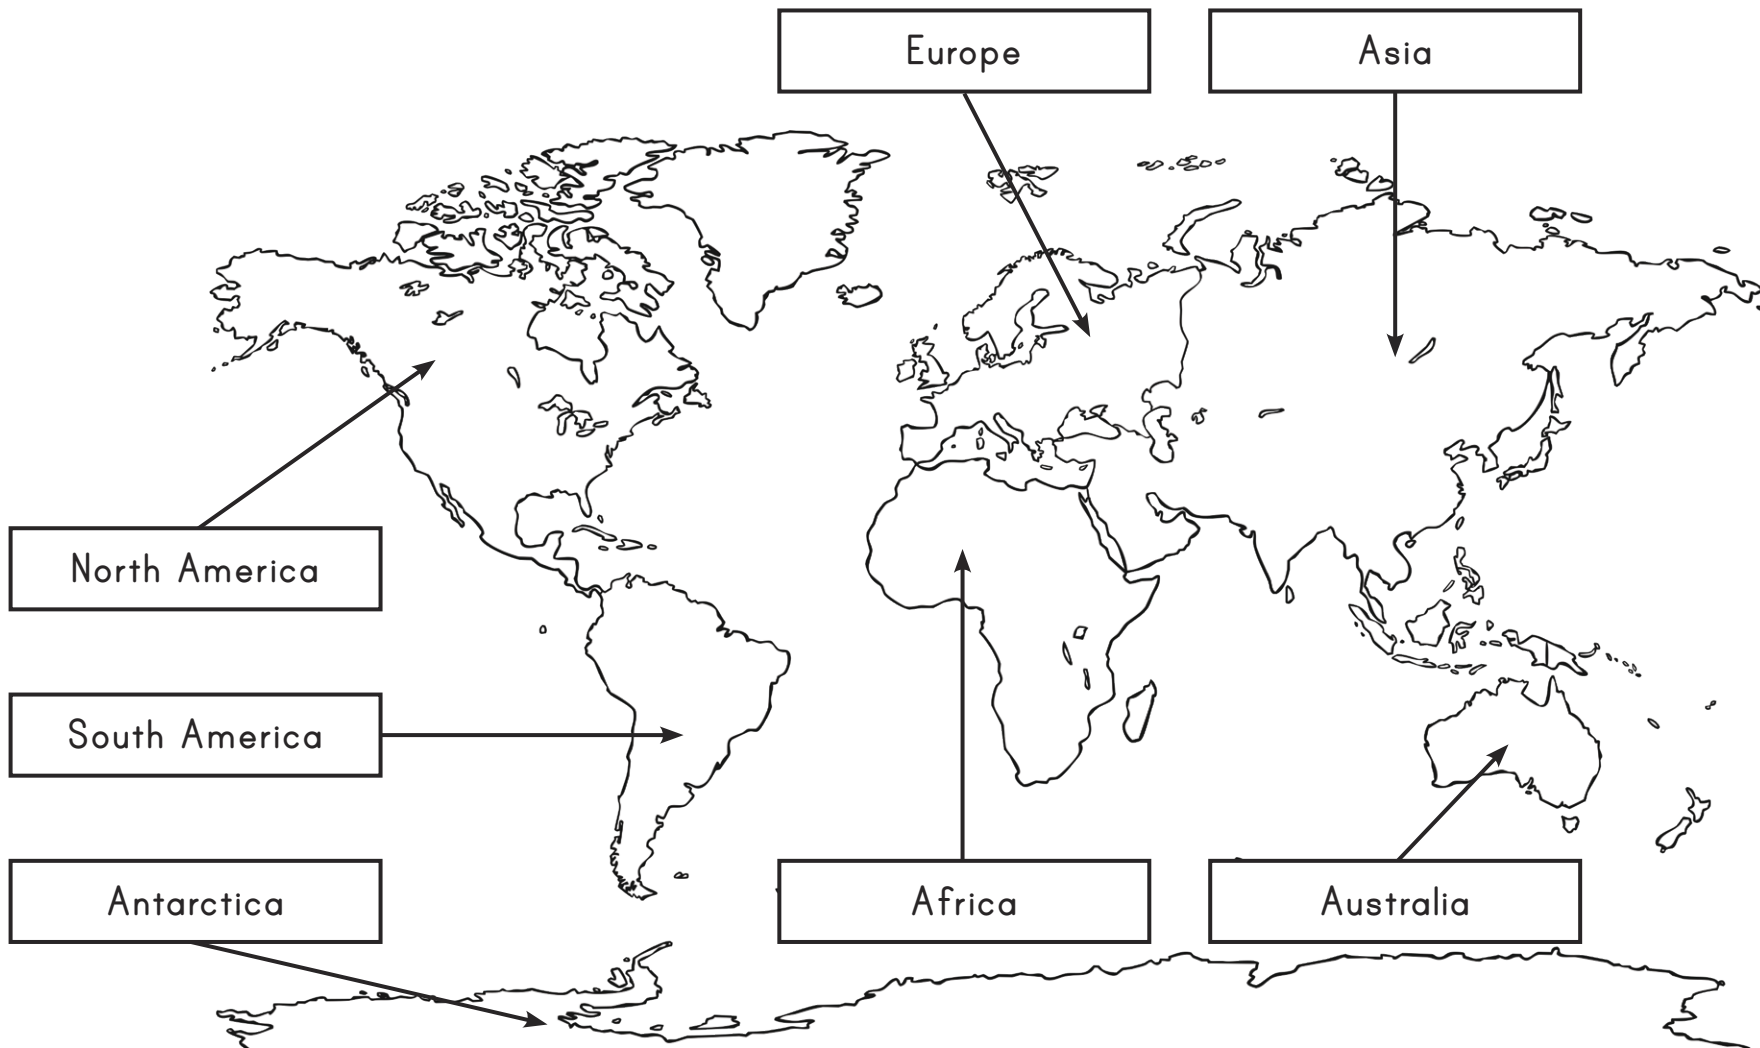 Europe
Asia
North America
South America
Antarctica
Africa
Australia